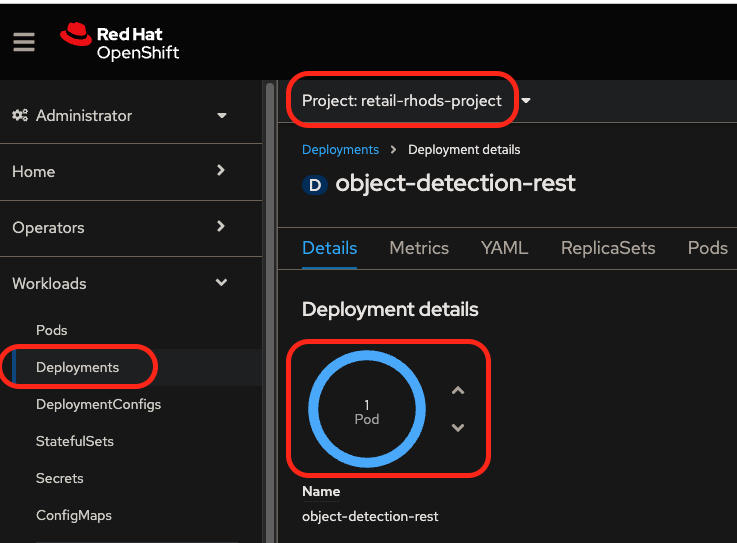 Red Hat
OpenShift
Administrator
Home
Operators
Workloads
Pods
Deployments
DeploymentConfigs
StatefulSets
Secrets
ConfigMaps
Project: retail-rhods-project
Deployments > Deployment details
D object-detection-rest
Details Metrics YAML ReplicaSets Pods
Deployment details
1
Pod
Name
object-detection-rest